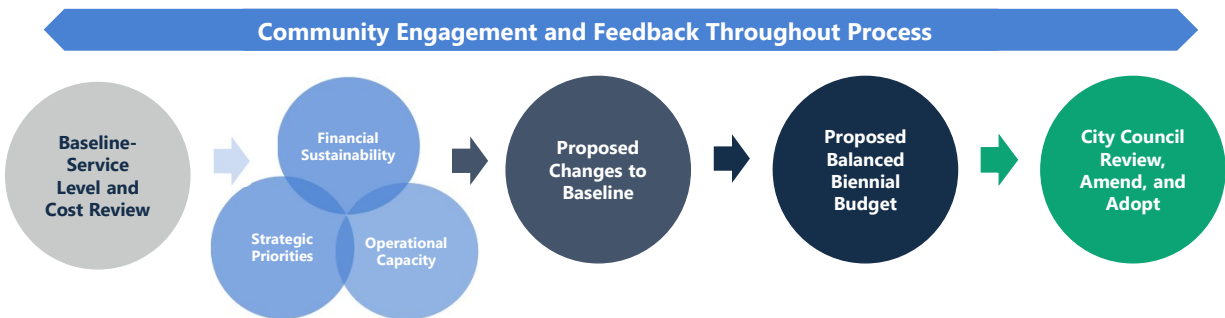 Community Engagement and Feedback Throughout Process
Baseline-
Service
Level and
Cost Review
Financial
Sustainability
Strategic
Priorities
Operational
Capacity
Proposed
Changes to
Baseline
Proposed
Balanced
Biennial
Budget
City Council
Review,
Amend, and
Adopt